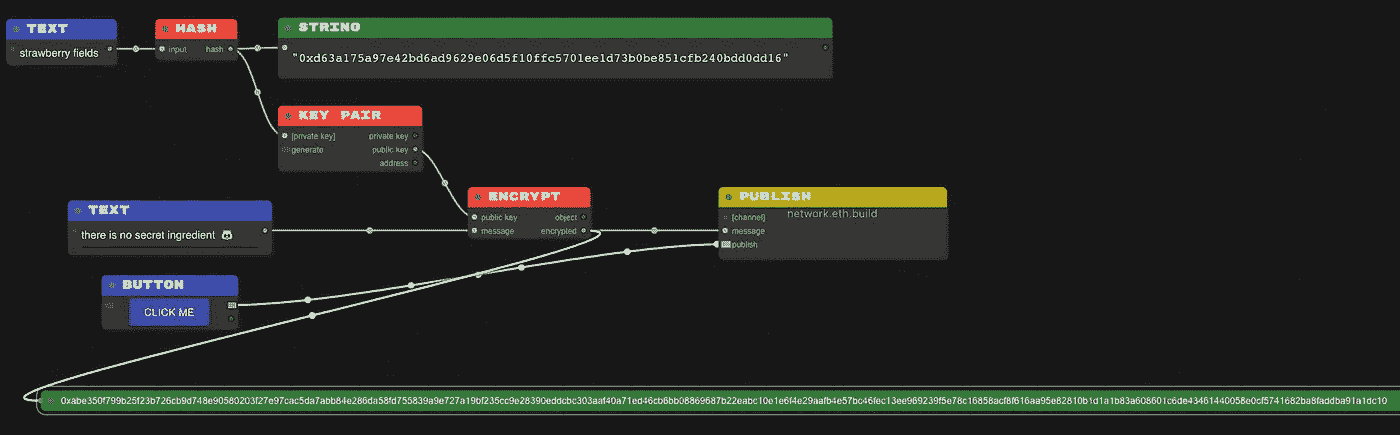 TEXT
strawberry fields
HASH
input hash
STRING
"0xd63a175a97e42bd6ad9629e06d5f10ffc5701ee1d73b0be851cfb240bdd0dd16"
KEY PAIR
[private key] private key
generate public key
address
ENCRYPT
public key object
message encrypted
PUBLISH
[channel] network.eth.build
message
publish
TEXT
there is no secret ingredient 🐼
BUTTON
CLICK ME